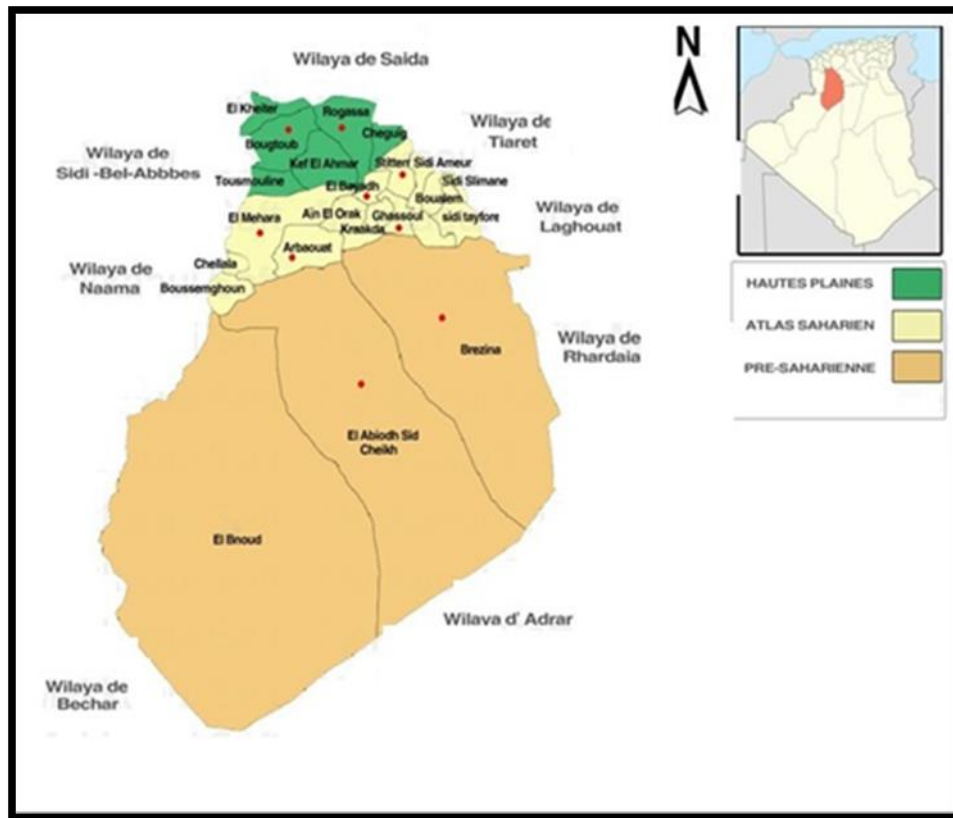 Wilaya de Saida
N
El Kheiter
Rogassa
Cheguig
Bougtoub
Wilaya de
Tiaret
Wilaya de
Sidi -Bel-Abbbes
Kef El Ahmar
Stitten
Sidi Ameur
Tousmouline
El Bayadh
Sidi Slimane
Boualem
El Mehara
Ain El Orak
Ghassoul
sidi tayfore
Wilaya de
Laghouat
Kraakda
Arbaouat
Wilaya de
Naama
Chellala
Boussemghoun
HAUTES PLAINES
ATLAS SAHARIEN
PRE-SAHARIENNE
Brezina
Wilaya de
Rhardaia
El Abiodh Sid
Cheikh
El Bnoud
Wilava d' Adrar
Wilaya de
Bechar